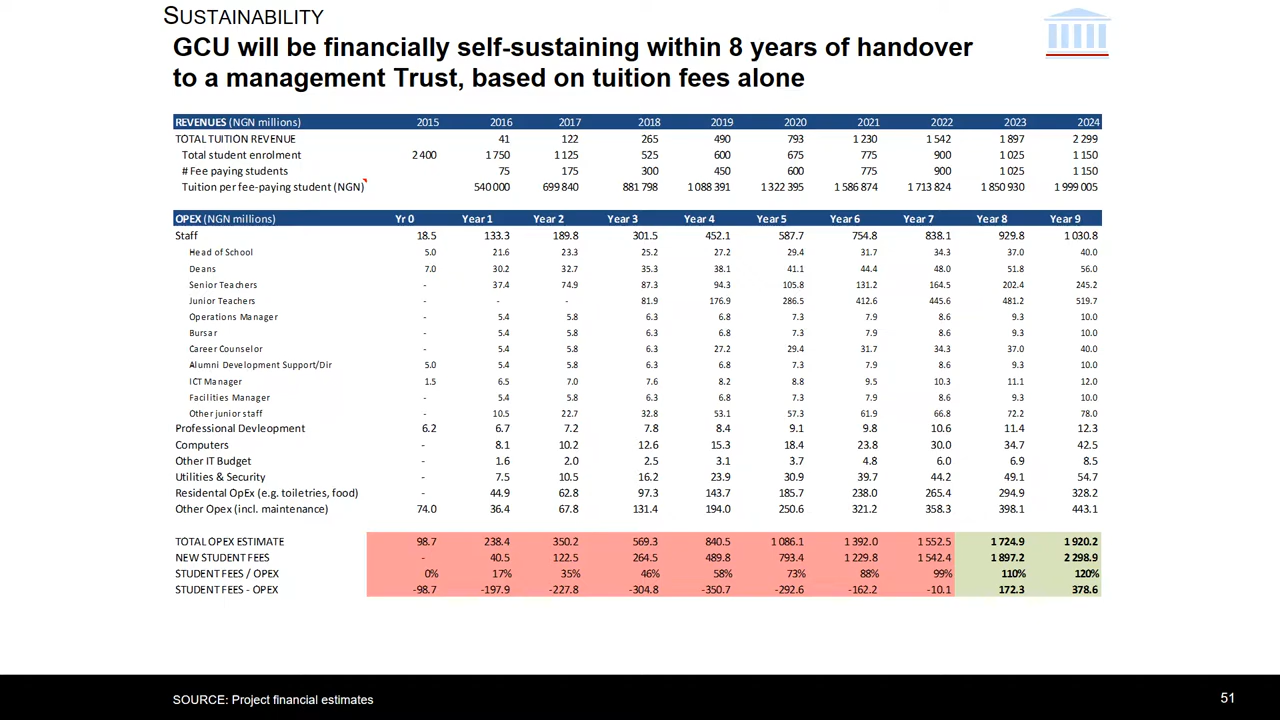 SUSTAINABILITY
GCU will be financially self-sustaining within 8 years of handover
to a management Trust, based on tuition fees alone
REVENUES (NGN millions) 2015 2016 2017 2018 2019 2020 2021 2022 2023 2024
TOTAL TUITION REVENUE 41 122 265 490 793 1 230 1 542 1 897 2 299
Total student enrolment 2 400 1 750 1 125 525 600 675 775 900 1 025 1 150
# Fee paying students 75 175 300 450 600 775 900 1 025 1 150
Tuition per fee-paying student (NGN) 540 000 699 840 881 798 1 088 391 1 322 395 1 586 874 1 713 824 1 850 930 1 999 005
OPEX (NGN millions) Yr 0 Year 1 Year 2 Year 3 Year 4 Year 5 Year 6 Year 7 Year 8 Year 9
Staff 18.5 133.3 189.8 301.5 452.1 587.7 754.8 838.1 929.8 1 030.8
Head of School 5.0 21.6 23.3 25.2 27.2 29.4 31.7 34.3 37.0 40.0
Deans 7.0 30.2 32.7 35.3 38.1 41.1 44.4 48.0 51.8 56.0
Senior Teachers - 37.4 74.9 87.3 94.3 105.8 131.2 164.5 202.4 245.2
Junior Teachers - - - 81.9 176.9 286.5 412.6 445.6 481.2 519.7
Operations Manager - 5.4 5.8 6.3 6.8 7.3 7.9 8.6 9.3 10.0
Bursar - 5.4 5.8 6.3 6.8 7.3 7.9 8.6 9.3 10.0
Career Counselor - 5.4 5.8 6.3 27.2 29.4 31.7 34.3 37.0 40.0
Alumni Development Support/Dir 5.0 5.4 5.8 6.3 6.8 7.3 7.9 8.6 9.3 10.0
ICT Manager 1.5 6.5 7.0 7.6 8.2 8.8 9.5 10.3 11.1 12.0
Facilities Manager - 5.4 5.8 6.3 6.8 7.3 7.9 8.6 9.3 10.0
Other junior staff - 10.5 22.7 32.8 53.1 57.3 61.9 66.8 72.2 78.0
Professional Devleopment 6.2 6.7 7.2 7.8 8.4 9.1 9.8 10.6 11.4 12.3
Computers - 8.1 10.2 12.6 15.3 18.4 23.8 30.0 34.7 42.5
Other IT Budget - 1.6 2.0 2.5 3.1 3.7 4.8 6.0 6.9 8.5
Utilities & Security - 7.5 10.5 16.2 23.9 30.9 39.7 44.2 49.1 54.7
Residental OpEx (e.g. toiletries, food) - 44.9 62.8 97.3 143.7 185.7 238.0 265.4 294.9 328.2
Other Opex (incl. maintenance) 74.0 36.4 67.8 131.4 194.0 250.6 321.2 358.3 398.1 443.1
TOTAL OPEX ESTIMATE 98.7 238.4 350.2 569.3 840.5 1 086.1 1 392.0 1 552.5 1 724.9 1 920.2
NEW STUDENT FEES - 40.5 122.5 264.5 489.8 793.4 1 229.8 1 542.4 1 897.2 2 298.9
STUDENT FEES / OPEX 0% 17% 35% 46% 58% 73% 88% 99% 110% 120%
STUDENT FEES - OPEX -98.7 -197.9 -227.8 -304.8 -350.7 -292.6 -162.2 -10.1 172.3 378.6
SOURCE: Project financial estimates
51